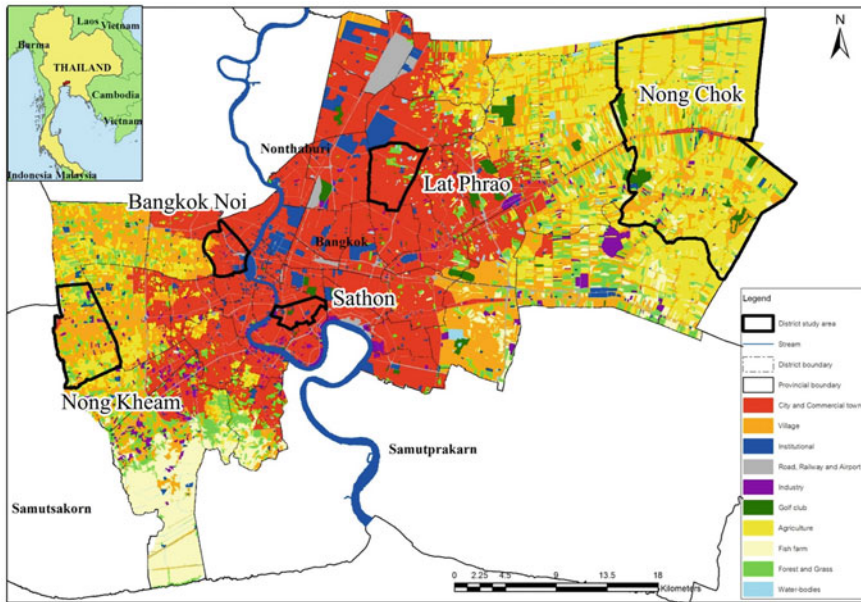 Laos
Vietnam
Burma
THAILAND
Cambodia
Vietnam
Indonesia Malaysia
N
Nong Chok
Nonthaburi
Lat Phrao
Bangkok Noi
Bangkok
Sathon
Nong Kheam
Samutprakarn
Samutsakorn
Legend
District study area
Stream
District boundary
Provincial boundary
City and Commercial town
Village
Institutional
Road, Railway and Airport
Industry
Golf club
Agriculture
Fish farm
Forest and Grass
Water-bodies
0 2.25 4.5 9 13.5 18
Kilometers